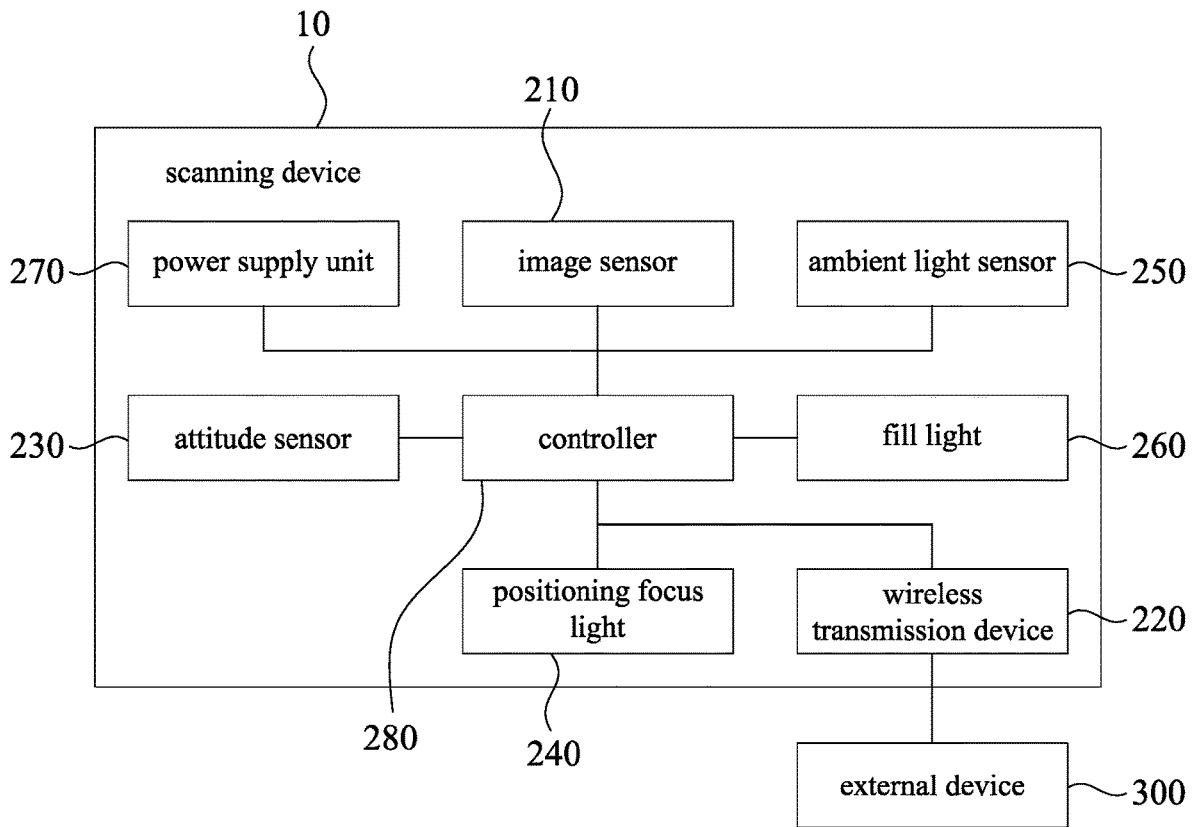 10
210
scanning device
270
power supply unit
image sensor
ambient light sensor
250
230
attitude sensor
controller
fill light
260
positioning focus
light
wireless
transmission device
220
280
240
external device
300